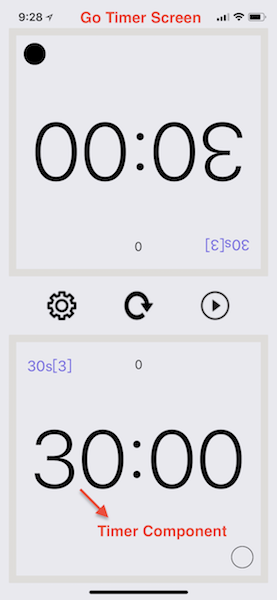 9:28
Go Timer Screen
30:00
0
30s[3]
30s[3]
0
30:00
Timer Component